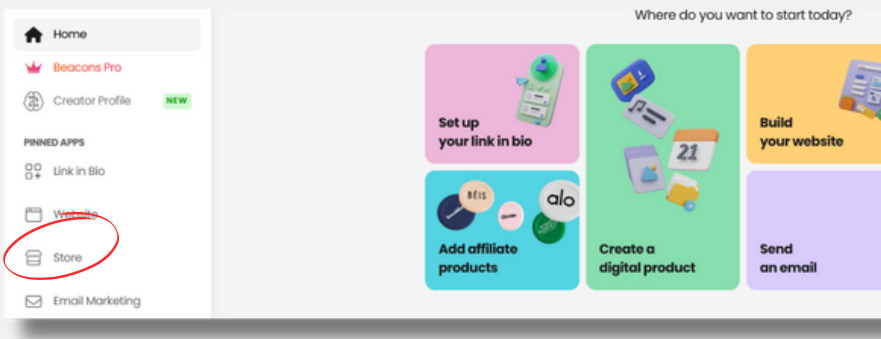 Where do you want to start today?
Home
Beacons Pro
Creator Profile NEW
PINNED APPS
Link in Bio
Website
Store
Email Marketing
Set up
your link in bio
21
Build
your website
BÉIS
alo
Add affiliate
products
Create a
digital product
Send
an email